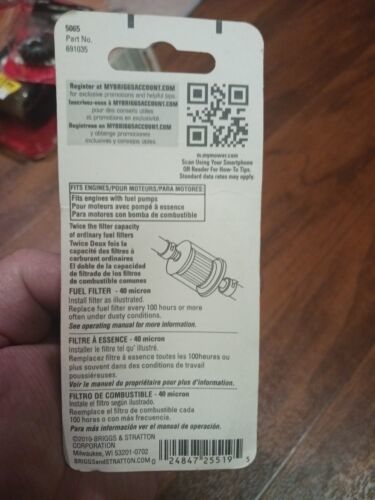 5065
Part No.
691035
Register at MYBRIGGSACCOUNT.COM
for exclusive promotions and helpful tips.
Inscrivez-vous à MYBRIGGSACCOUNT.COM
pour des conseils utiles
et promotions en exclusivité.
Regístrese en MYBRIGGSACCOUNT.COM
y obtenga promociones
exclusivas y consejos útiles.
m.mymower.com
Scan Using Your Smartphone
QR Reader For How-To Tips.
Standard data rates may apply.
FITS ENGINES/POUR MOTEURS/PARA MOTORES:
Fits engines with fuel pumps
Pour moteurs avec pompé à essence
Para motores con bomba de combustible
Twice the filter capacity
of ordinary fuel filters
Twice Deux fois la
capacité des filtres à
carburant ordinaires
El doble de la capacidad
de filtrado de los filtros
de combustible comunes
FUEL FILTER - 40 micron
Install filter as illustrated.
Replace fuel filter every 100 hours or more
often under dusty conditions.
See operating manual for more information.
FILTRE À ESSENCE - 40 micron
Installer le filtre tel qu' illustré.
Remplacez filtre à essence toutes les 100heures ou
plus souvent dans des conditions de travail
poussiéreuses.
Voir le manuel du propriétaire pour plus d'information.
FILTRO DE COMBUSTIBLE - 40 micron
Instale el filtro según ilustrado.
Reemplace el filtro de combustible cada
100 horas o con más frecuencia.
Para más información ver el manual de operación.
©2010 BRIGGS & STRATTON
CORPORATION
Milwaukee, WI 53201-0702
BRIGGSANDSTRATTON.COM
0 24847 25519 5